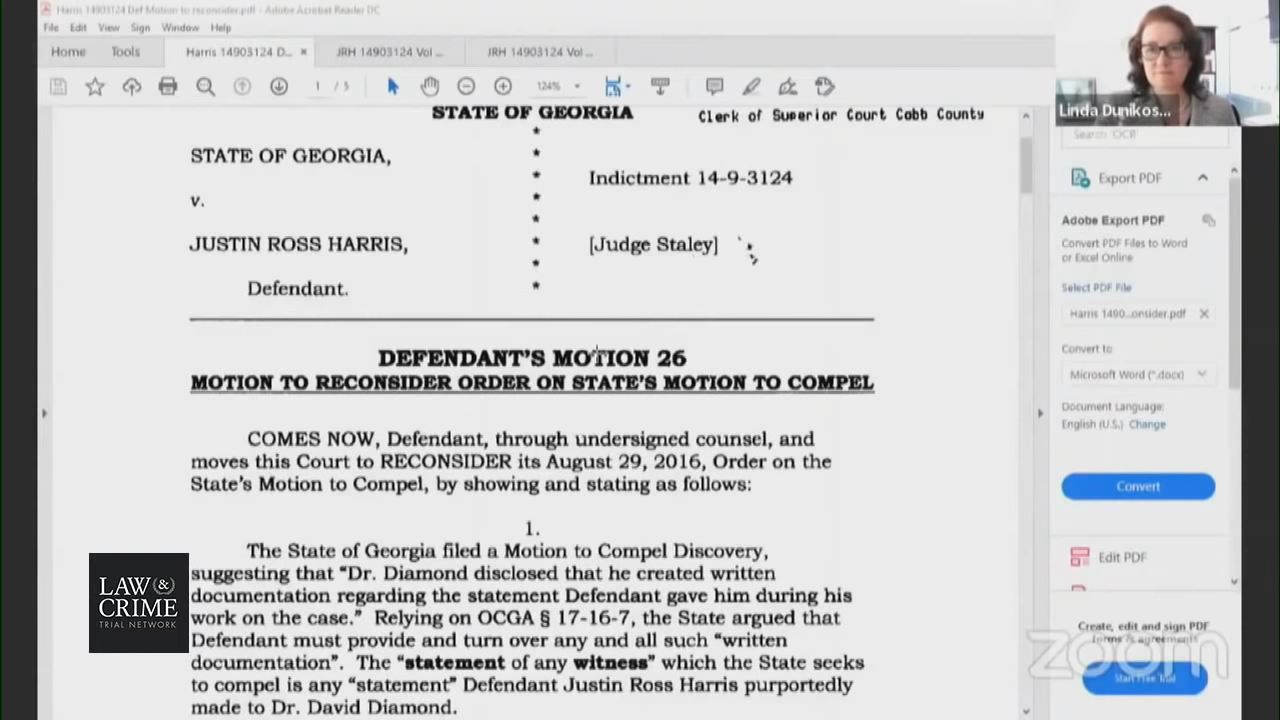 Harris 14903124 Def Motion to reconsider.pdf - Adobe Acrobat Reader DC
File Edit View Sign Window Help
Home Tools Harris 14903124 D... × JRH 14903124 Vol ... JRH 14903124 Vol ...
1 / 5 124%
Linda Dunikos...
Search 'OCR'
STATE OF GEORGIA
Clerk of Superior Court Cobb County
STATE OF GEORGIA,
v.
JUSTIN ROSS HARRIS,
Defendant.
* * * * * * * *
Indictment 14-9-3124
[Judge Staley]
DEFENDANT'S MOTION 26
MOTION TO RECONSIDER ORDER ON STATE'S MOTION TO COMPEL
COMES NOW, Defendant, through undersigned counsel, and
moves this Court to RECONSIDER its August 29, 2016, Order on the
State's Motion to Compel, by showing and stating as follows:
1.
The State of Georgia filed a Motion to Compel Discovery,
suggesting that "Dr. Diamond disclosed that he created written
documentation regarding the statement Defendant gave him during his
work on the case." Relying on OCGA § 17-16-7, the State argued that
Defendant must provide and turn over any and all such "written
documentation". The "statement of any witness" which the State seeks
to compel is any "statement" Defendant Justin Ross Harris purportedly
made to Dr. David Diamond.
Export PDF
Adobe Export PDF
Convert PDF Files to Word
or Excel Online
Select PDF File
Harris 1490...onsider.pdf ×
Convert to
Microsoft Word (*.docx)
Document Language:
English (U.S.) Change
Convert
Edit PDF
Create, edit and sign PDF
forms & agreements
Start Free Trial
zoom
LAW &
CRIME
TRIAL NETWORK